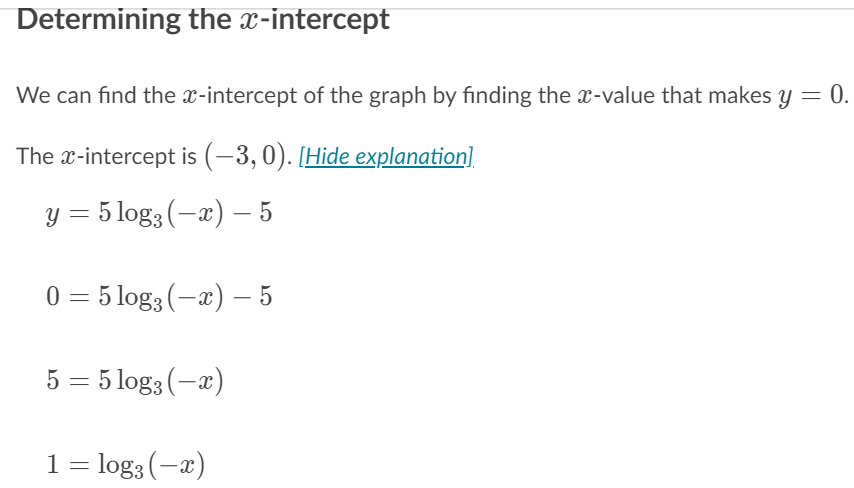 Determining the x-intercept
We can find the x-intercept of the graph by finding the x-value that makes y = 0.
The x-intercept is (−3, 0). [Hide explanation]
y = 5 log₃(−x) − 5
0 = 5 log₃(−x) − 5
5 = 5 log₃(−x)
1 = log₃(−x)